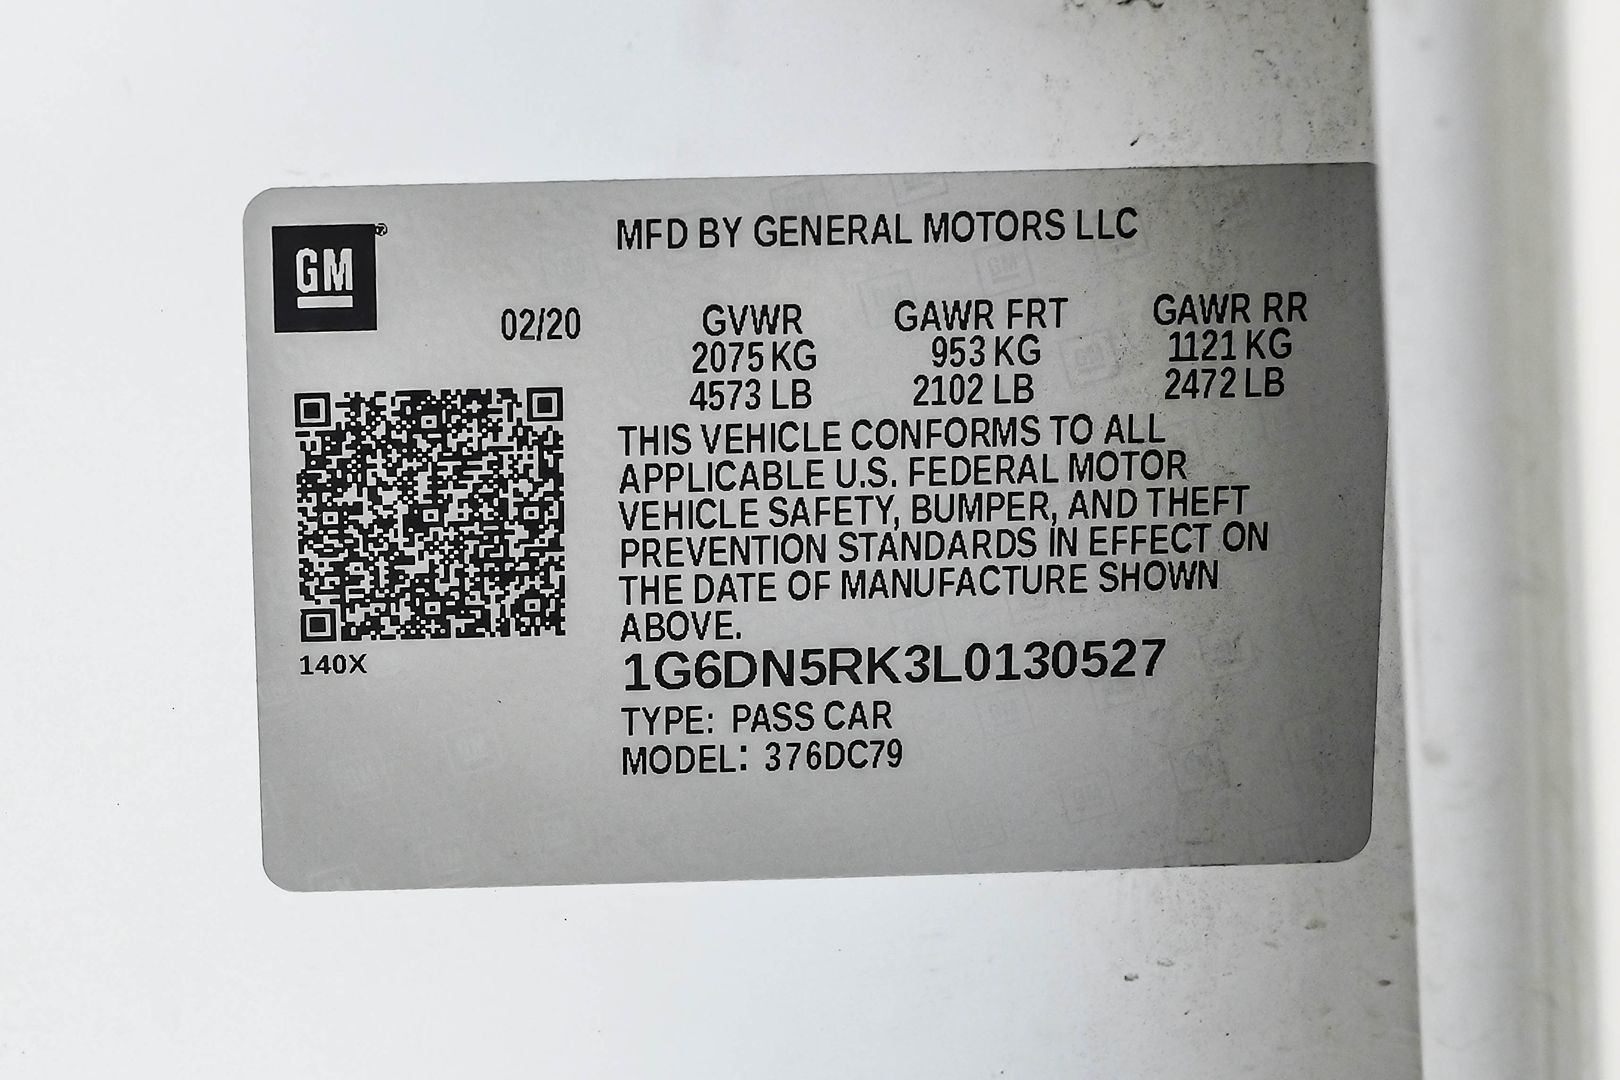 GM
MFD BY GENERAL MOTORS LLC
02/20 GVWR GAWR FRT GAWR RR
2075 KG 953 KG 1121 KG
4573 LB 2102 LB 2472 LB
THIS VEHICLE CONFORMS TO ALL
APPLICABLE U.S. FEDERAL MOTOR
VEHICLE SAFETY, BUMPER, AND THEFT
PREVENTION STANDARDS IN EFFECT ON
THE DATE OF MANUFACTURE SHOWN
ABOVE.
140X
1G6DN5RK3L0130527
TYPE: PASS CAR
MODEL: 376DC79